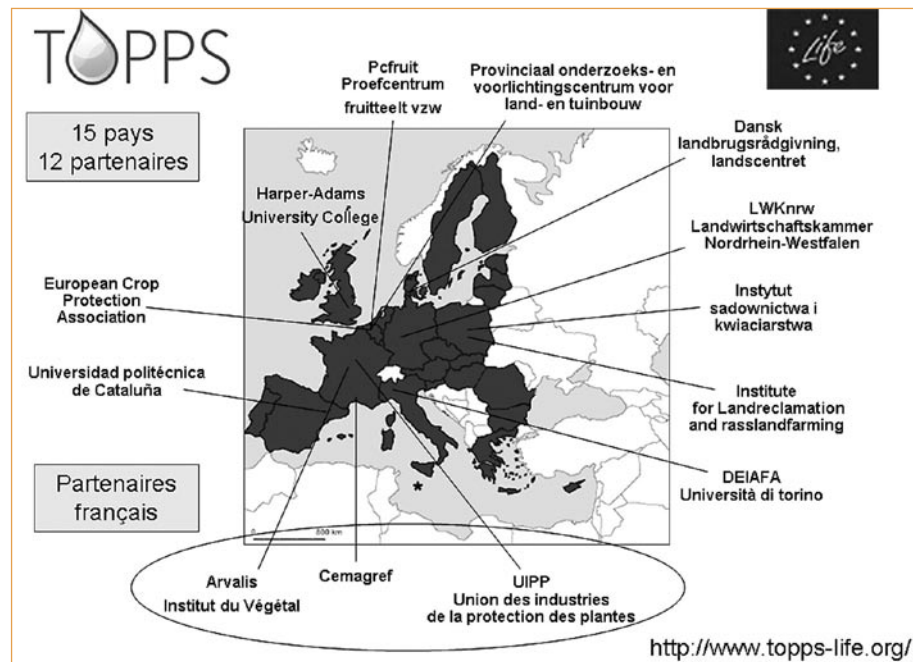 TOPPS
Life
15 pays
12 partenaires
Pcfruit
Proefcentrum
fruitteelt vzw
Provinciaal onderzoeks- en
voorlichtingscentrum voor
land- en tuinbouw
Dansk
landbrugsrådgivning,
landscentret
Harper-Adams
University College
LWKnrw
Landwirtschaftskammer
Nordrhein-Westfalen
European Crop
Protection
Association
Instytut
sadownictwa i
kwiaciarstwa
Universidad politécnica
de Cataluña
Institute
for Landreclamation
and rasslandfarming
DEIAFA
Università di torino
Partenaires
français
0 500 km
Arvalis
Institut du Végétal
Cemagref
UIPP
Union des industries
de la protection des plantes
http://www.topps-life.org/